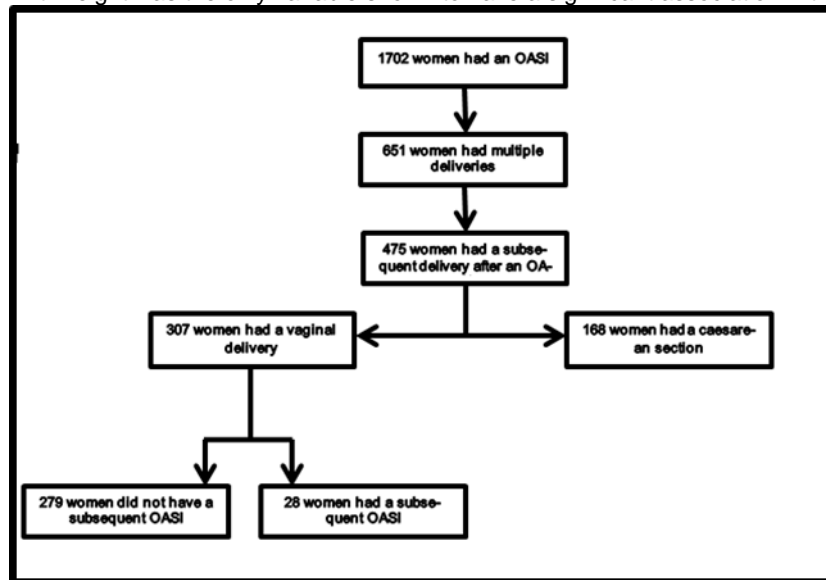 1702 women had an OASI
651 women had multiple
deliveries
475 women had a subse-
quent delivery after an OA-
307 women had a vaginal
delivery
168 women had a caesare-
an section
279 women did not have a
subsequent OASI
28 women had a subse-
quent OASI